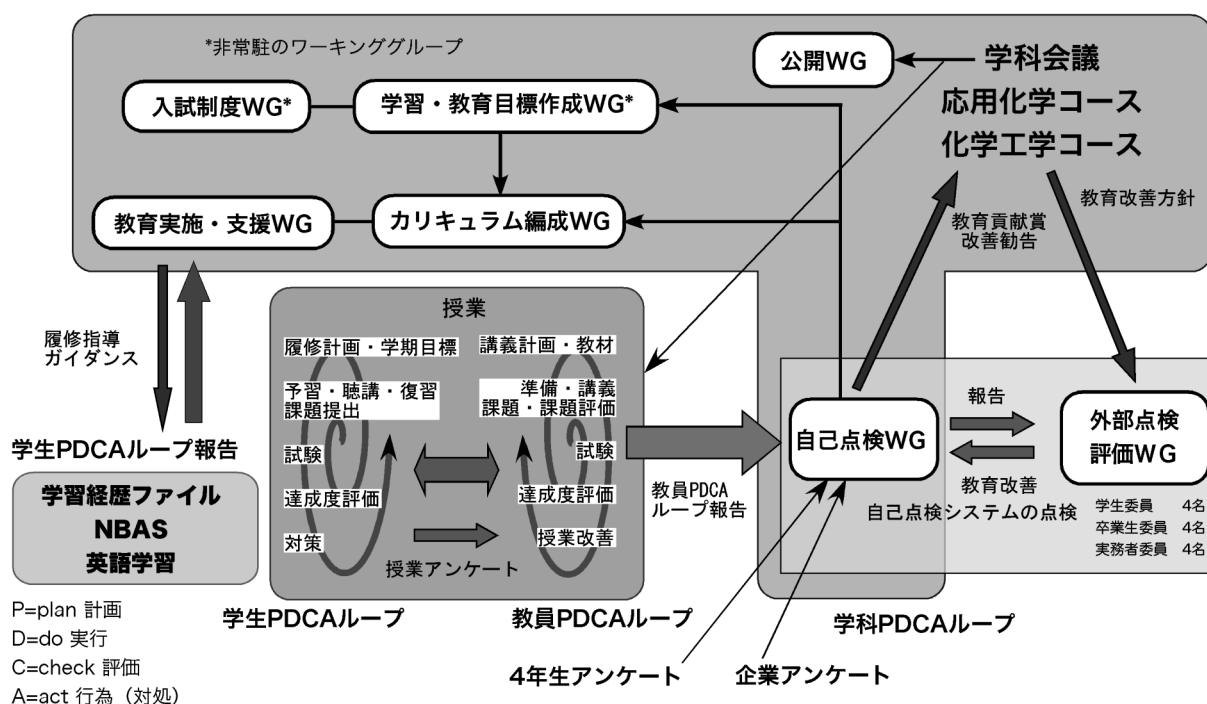 *非常駐のワーキンググループ
公開WG
学科会議
応用化学コース
化学工学コース
入試制度WG*
学習・教育目標作成WG*
教育実施・支援WG
カリキュラム編成WG
教育貢献賞
改善勧告
教育改善方針
履修指導
ガイダンス
学生PDCAループ報告
学習経歴ファイル
NBAS
英語学習
P=plan 計画
D=do 実行
C=check 評価
A=act 行為（対処）
授業
履修計画・学期目標
予習・聴講・復習
課題提出
試験
達成度評価
対策
講義計画・教材
準備・講義
課題・課題評価
試験
達成度評価
授業改善
授業アンケート
学生PDCAループ
教員PDCAループ
教員PDCA
ループ報告
自己点検WG
報告
教育改善
自己点検システムの点検
外部点検
評価WG
学生委員 4名
卒業生委員 4名
実務者委員 4名
学科PDCAループ
4年生アンケート
企業アンケート